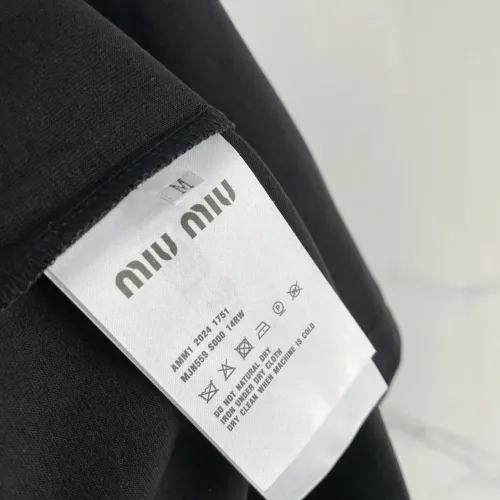 M
MIU MIU
AMM1 2024 1751
MJN559 S000 14RW
DO NOT NATURAL DRY
IRON UNDER DRY CLOTH
DRY CLEAN WHEN MACHINE IS COLD